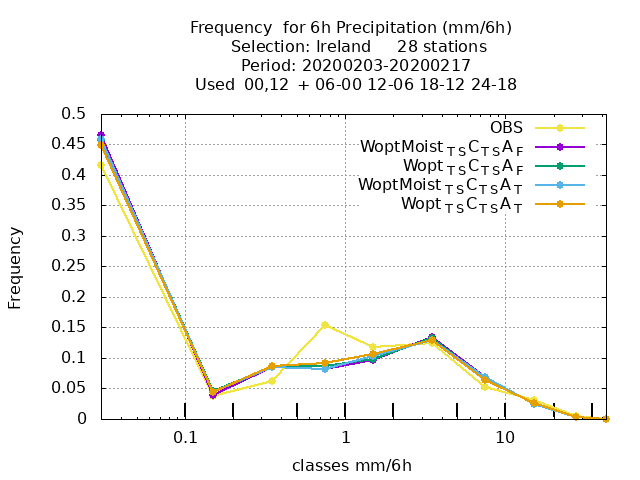 Frequency  for 6h Precipitation (mm/6h)
Selection: Ireland     28 stations
Period: 20200203-20200217
Used  00,12  + 06-00 12-06 18-12 24-18
OBS
WoptMoist TS C TS A F
Wopt TS C TS A F
WoptMoist TS C TS A T
Wopt TS C TS A T
0.5
0.45
0.4
0.35
0.3
0.25
0.2
0.15
0.1
0.05
0
Frequency
0.1 1 10
classes mm/6h